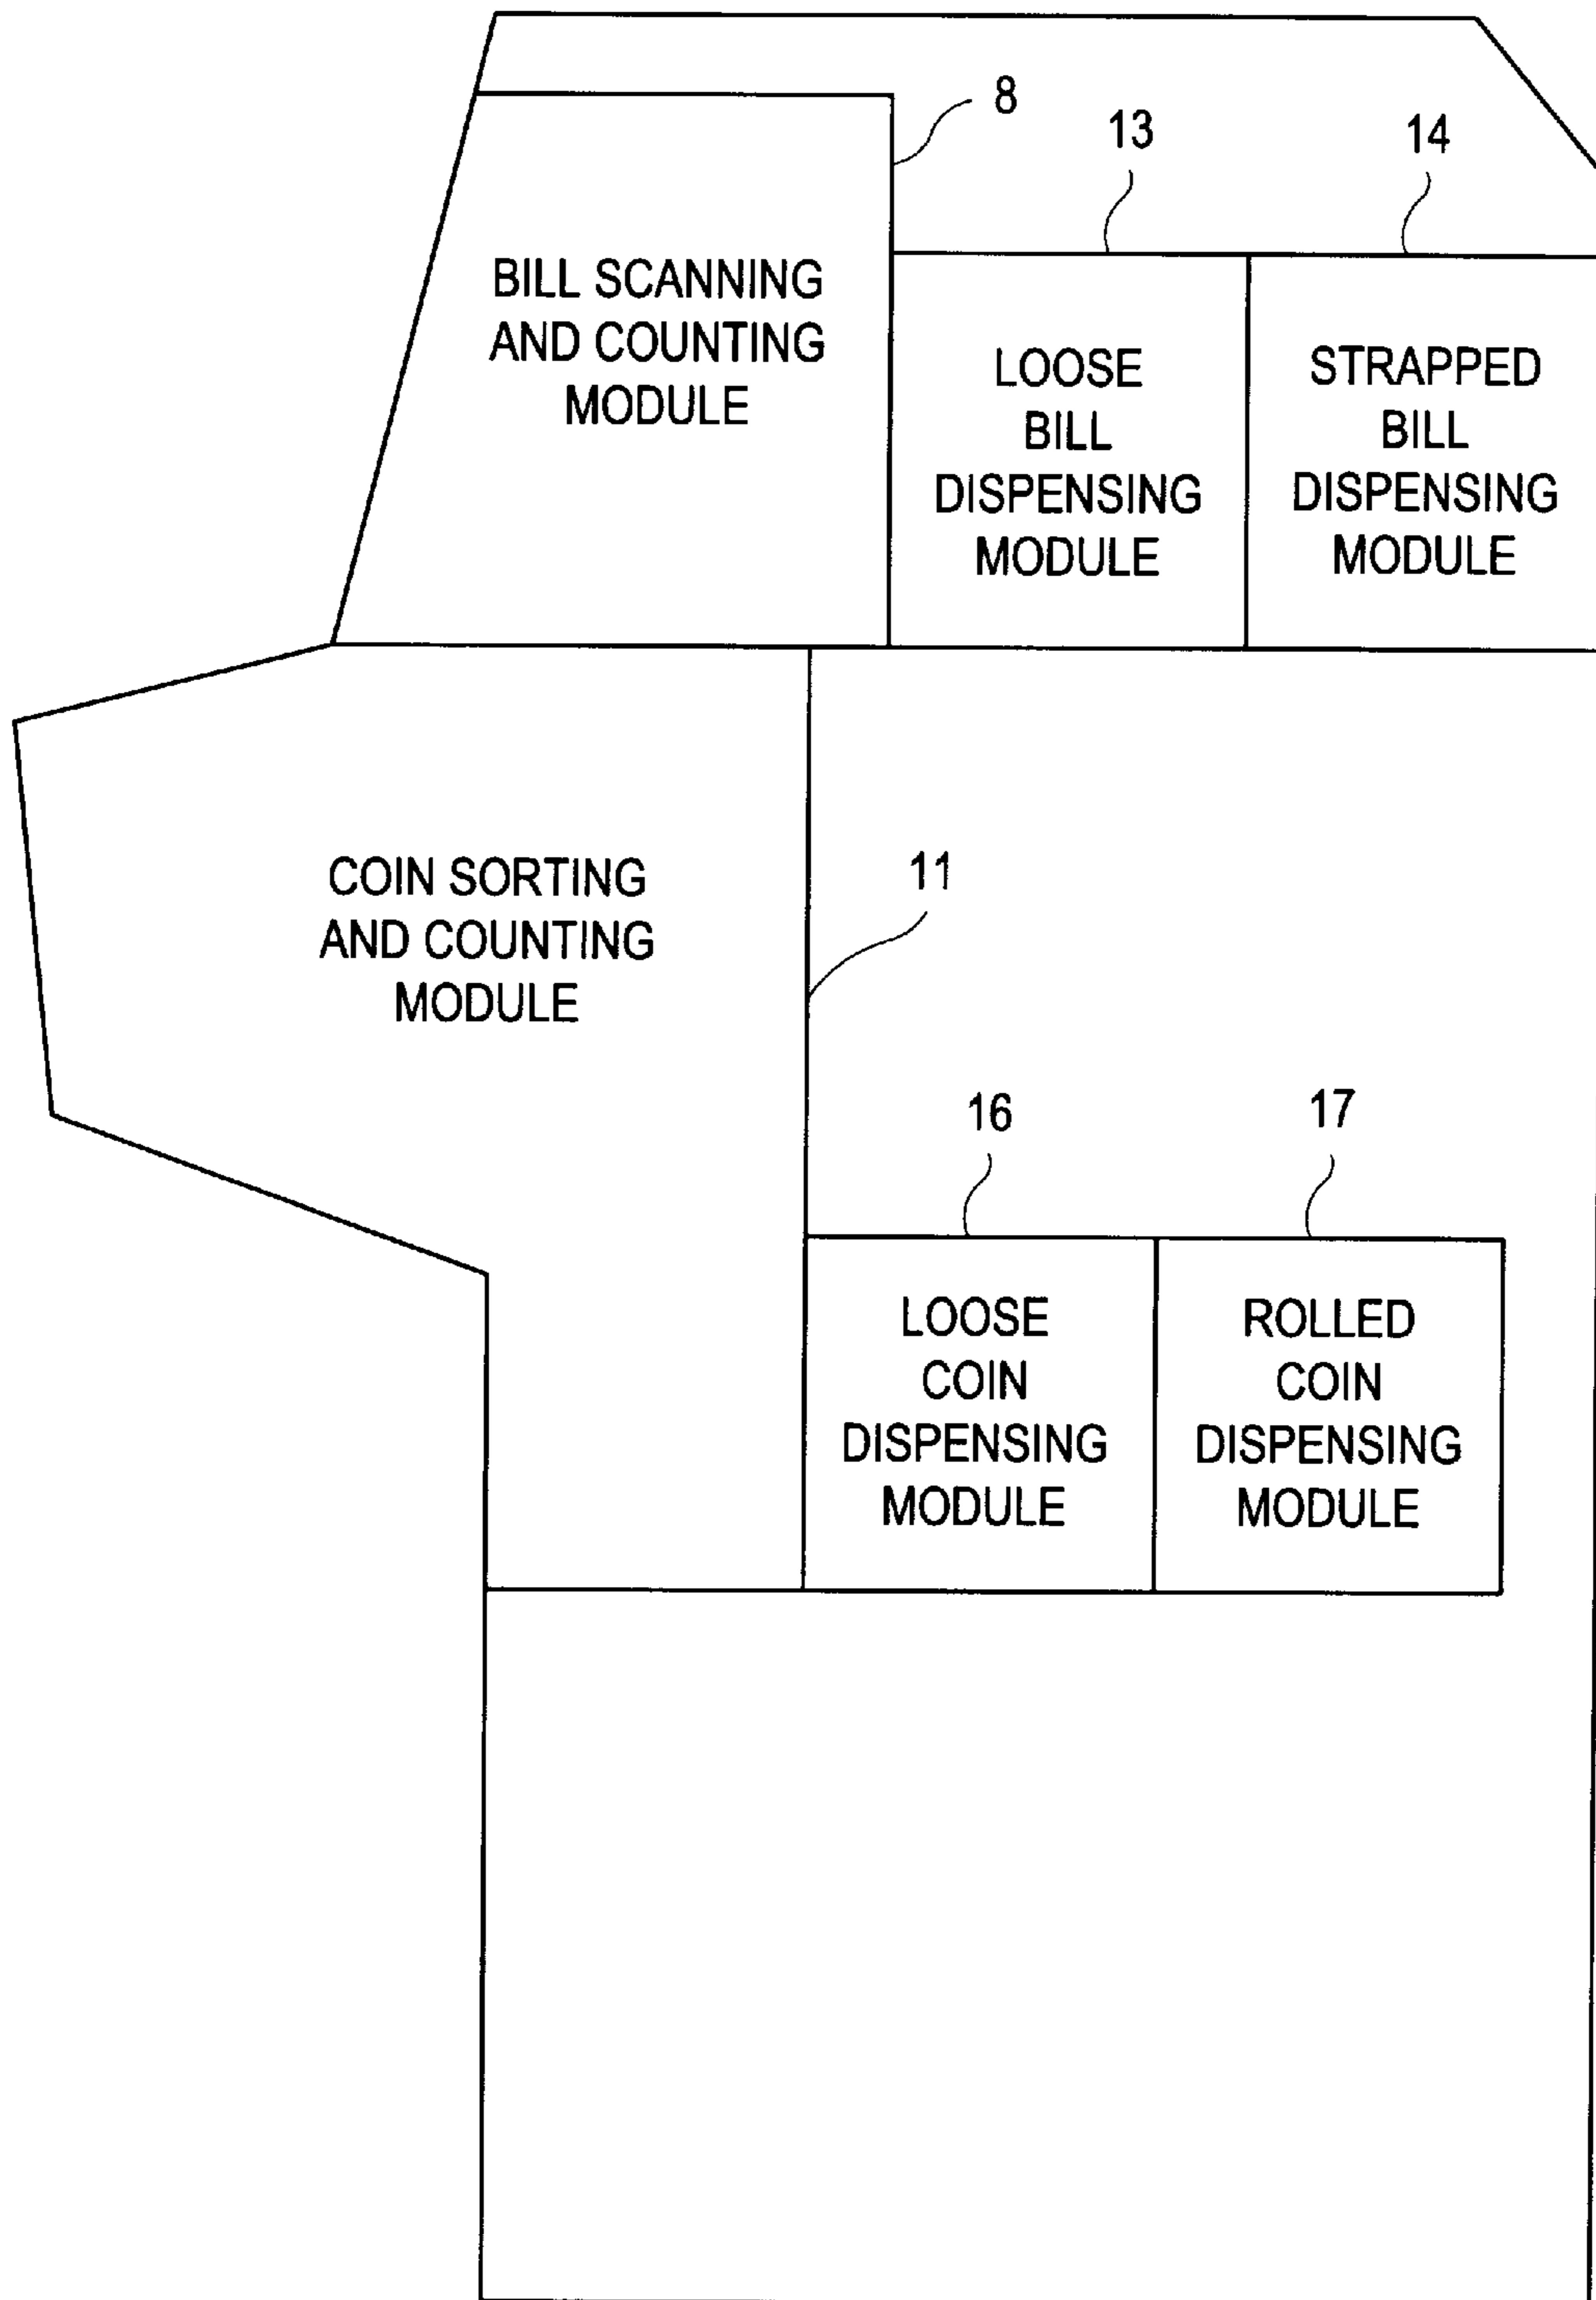 8
13
14
BILL SCANNING
AND COUNTING
MODULE
LOOSE
BILL
DISPENSING
MODULE
STRAPPED
BILL
DISPENSING
MODULE
COIN SORTING
AND COUNTING
MODULE
11
16
17
LOOSE
COIN
DISPENSING
MODULE
ROLLED
COIN
DISPENSING
MODULE